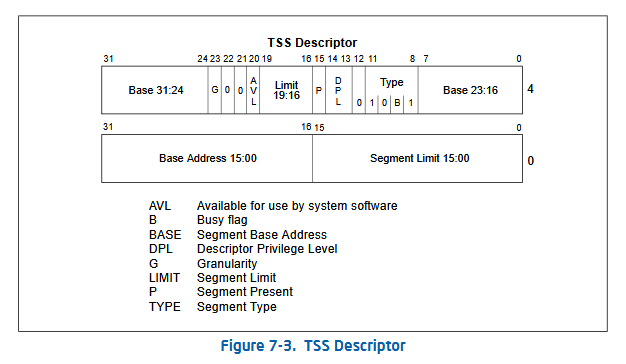 TSS Descriptor
31 24 23 22 21 20 19 16 15 14 13 12 11 8 7 0
Base 31:24 G 0 0 AVL Limit 19:16 P DPL 0 Type 1 0 B 1 Base 23:16 4
31 16 15 0
Base Address 15:00 Segment Limit 15:00 0
AVL Available for use by system software
B Busy flag
BASE Segment Base Address
DPL Descriptor Privilege Level
G Granularity
LIMIT Segment Limit
P Segment Present
TYPE Segment Type
Figure 7-3. TSS Descriptor